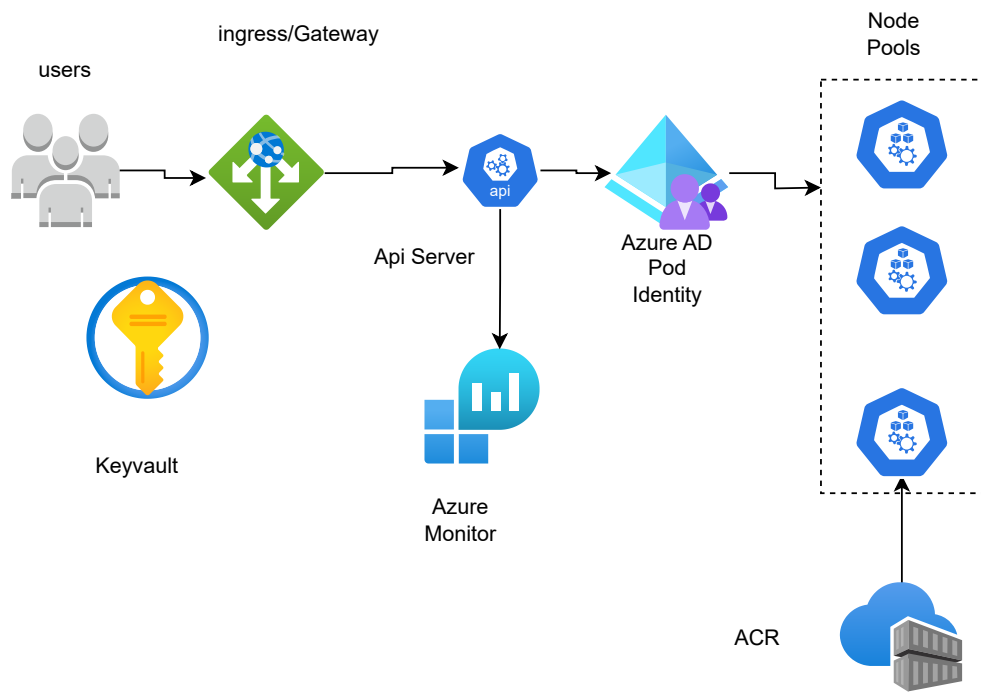 Node
Pools
ingress/Gateway
users
api
Api Server
Azure AD
Pod
Identity
Keyvault
Azure
Monitor
ACR